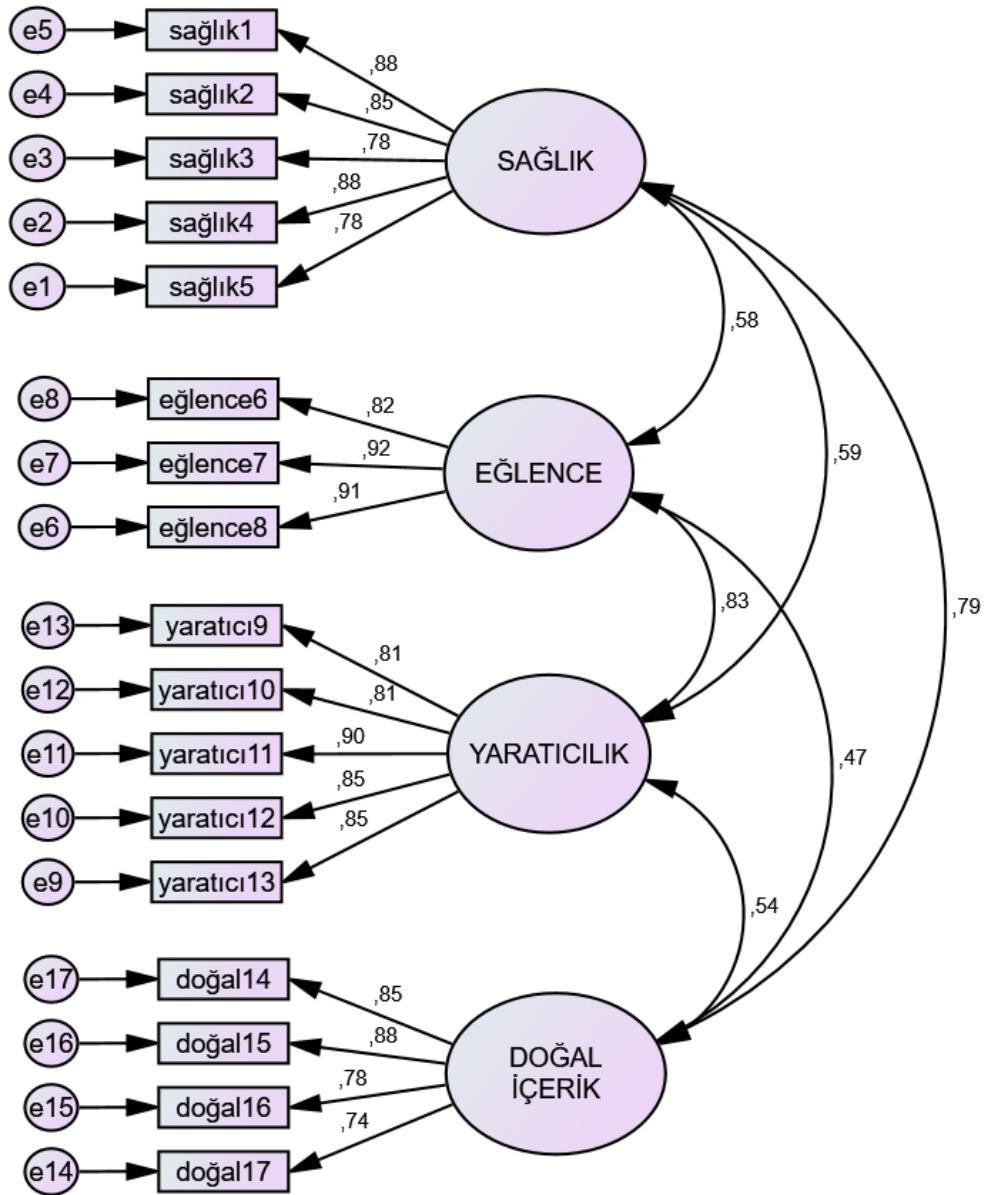 e5
sağlık1
,88
e4
sağlık2
,85
e3
sağlık3
,78
SAĞLIK
e2
sağlık4
,88
e1
sağlık5
,78
,58
e8
eğlence6
,82
e7
eğlence7
,92
EĞLENCE
,59
e6
eğlence8
,91
e13
yaratıcı9
,81
,83
,79
e12
yaratıcı10
,81
e11
yaratıcı11
,90
YARATICILIK
,47
e10
yaratıcı12
,85
e9
yaratıcı13
,85
,54
e17
doğal14
,85
e16
doğal15
,88
DOĞAL
İÇERİK
e15
doğal16
,78
e14
doğal17
,74